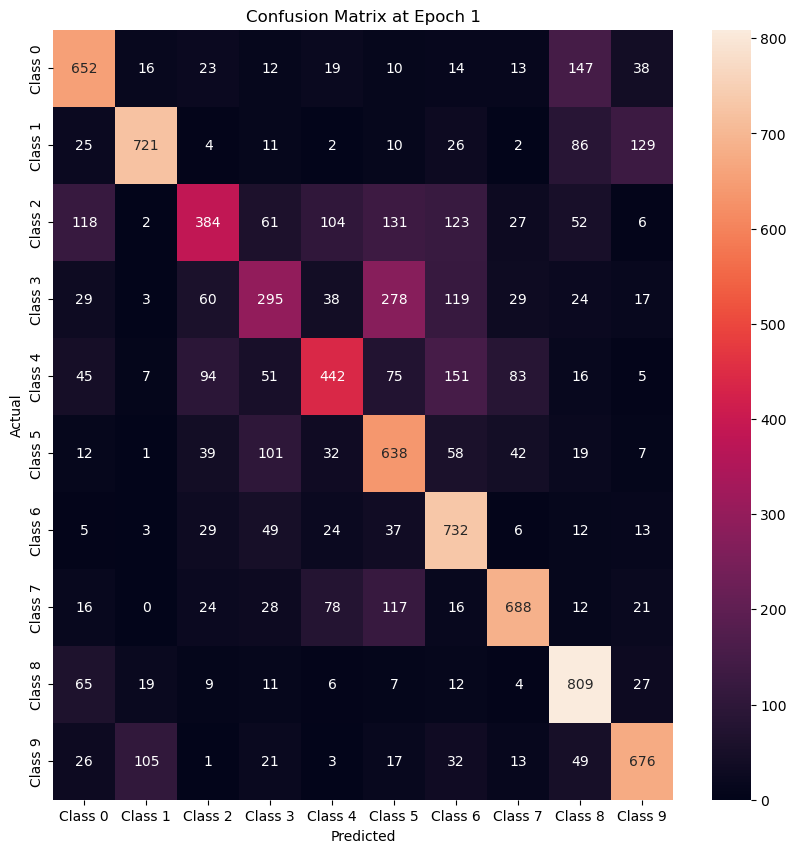 Confusion Matrix at Epoch 1
Class 0 652 16 23 12 19 10 14 13 147 38
Class 1 25 721 4 11 2 10 26 2 86 129
Class 2 118 2 384 61 104 131 123 27 52 6
Class 3 29 3 60 295 38 278 119 29 24 17
Class 4 45 7 94 51 442 75 151 83 16 5
Class 5 12 1 39 101 32 638 58 42 19 7
Class 6 5 3 29 49 24 37 732 6 12 13
Class 7 16 0 24 28 78 117 16 688 12 21
Class 8 65 19 9 11 6 7 12 4 809 27
Class 9 26 105 1 21 3 17 32 13 49 676
Class 0 Class 1 Class 2 Class 3 Class 4 Class 5 Class 6 Class 7 Class 8 Class 9
Predicted
Actual
800
700
600
500
400
300
200
100
0